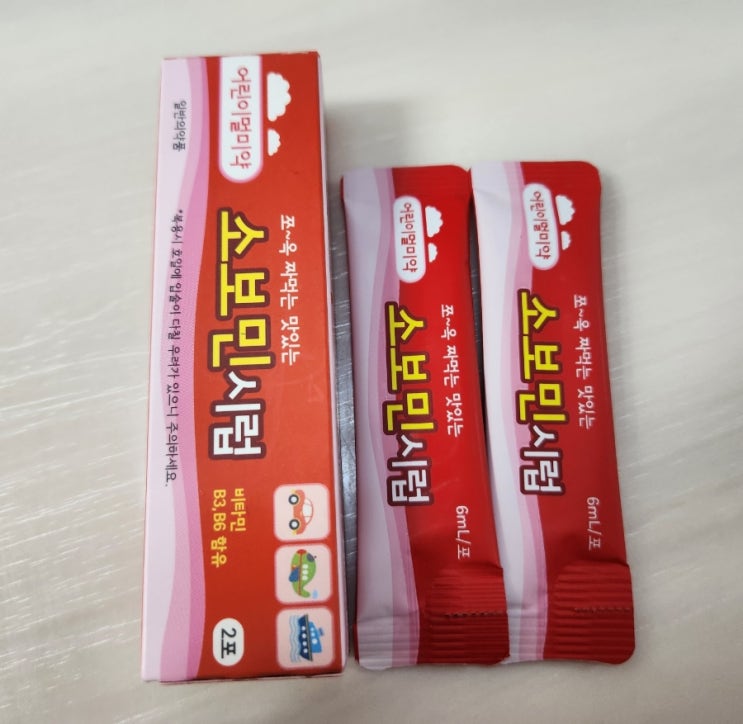 일반의약품
어린이멀미약
쪼~옥 짜먹는 맛있는
소보민시럽
*복용시 포일에 입술이 다칠 우려가 있으니 주의하세요.
비타민
B3,B6 함유
2포
어린이멀미약
쪼~옥 짜먹는 맛있는
소보민시럽
6mL/포
어린이멀미약
쪼~옥 짜먹는 맛있는
소보민시럽
6mL/포